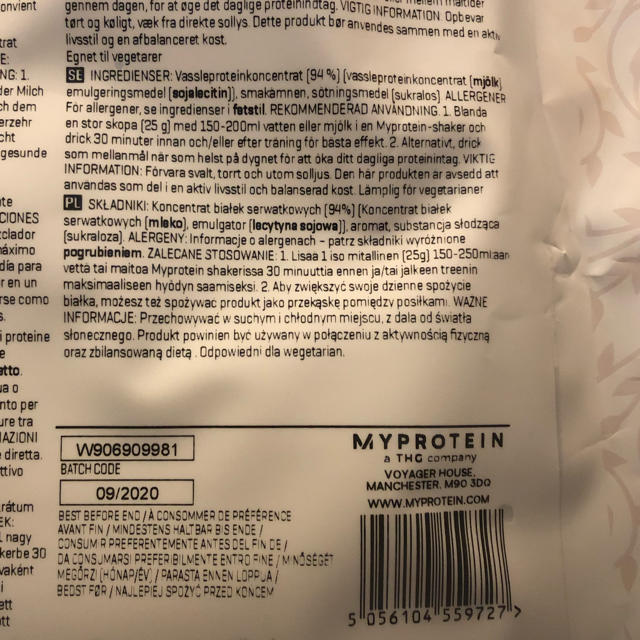 onvient
gennem dagen, for at øge det daglige proteinindtag. VIGTIG INFORMATION. Opbevar
tørt og køligt, væk fra direkte sollys. Dette produkt bør anvendes sammen med en aktiv
livsstil og en afbalanceret kost.
Egnet til vegetarer
SE INGREDIENSER: Vassleproteinkoncentrat (94 %) (vassleproteinkoncentrat (mjölk)
emulgeringsmedel (sojalecitin)), smakämnen, sötningsmedel (sukralos). ALLERGENER
För allergener, se ingredienser i fetstil. REKOMMENDERAD ANVÄNDNING. 1. Blanda
en stor skopa (25 g) med 150-200ml vatten eller mjölk i en Myprotein-shaker och
drick 30 minuter innan och/eller efter träning för bästa effekt. 2. Alternativt, drick
som mellanmål när som helst på dygnet för att öka ditt dagliga proteinintag. VIKTIG
INFORMATION: Förvara svalt, torrt och utom solljus. Den här produkten är avsedd att
användas som del i en aktiv livsstil och balanserad kost. Lämplig för vegetarianer
PL SKŁADNIKI: Koncentrat białek serwatkowych (94%) (Koncentrat białek
serwatkowych (mleko), emulgator (lecytyna sojowa)), aromat, substancja słodząca
(sukraloza). ALERGENY: Informacje o alergenach – patrz składniki wyróżnione
pogrubieniem. ZALECANE STOSOWANIE: 1. Lisaa 1 iso mitallinen (25g) 150-250ml:aan
vettä tai maitoa Myprotein shakerissa 30 minuuttia ennen ja/tai jalkeen treenin
maksimaaliseen hyödyn saamiseksi. 2. Aby zwiększyć swoje dzienne spożycie
białka, możesz też spożywać produkt jako przekąskę pomiędzy posiłkami. WAŻNE
INFORMACJE: Przechowywać w suchym i chłodnym miejscu, z dala od światła
słonecznego. Produkt powinien być używany w połączeniu z aktywnością fizyczną
oraz zbilansowaną dietą . Odpowiedni dla wegetarian.
W906909981
BATCH CODE
09/2020
BEST BEFORE END / À CONSOMMER DE PRÉFÉRENCE
AVANT FIN / MINDESTENS HALTBAR BIS ENDE /
CONSUMIR PREFERENTEMENTE ANTES DEL FIN DE /
DA CONSUMARSI PREFERIBILMENTE ENTRO FINE / MINŐSÉGÉT
MEGŐRZI (HÓNAP/ÉV) / PARASTA ENNEN LOPPUA /
BEDST FØR / NAJLEPIEJ SPOŻYĆ PRZED KOŃCEM
MYPROTEIN
a THG company
VOYAGER HOUSE,
MANCHESTER, M90 3DQ
WWW.MYPROTEIN.COM
5 056104 559727 >